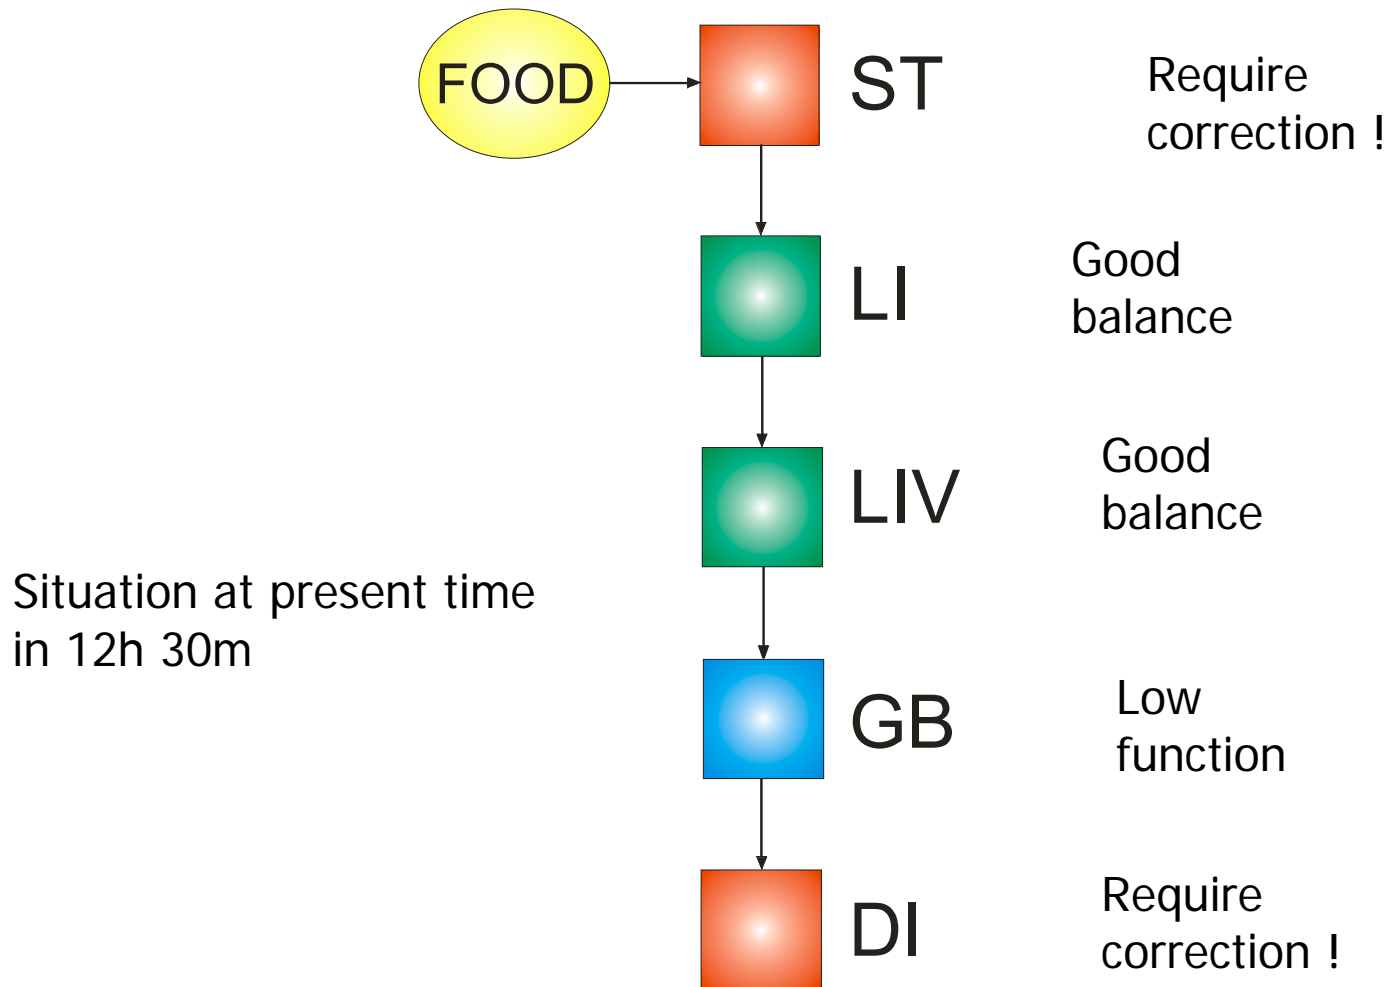 FOOD
ST
Require
correction !
LI
Good
balance
LIV
Good
balance
Situation at present time
in 12h 30m
GB
Low
function
DI
Require
correction !